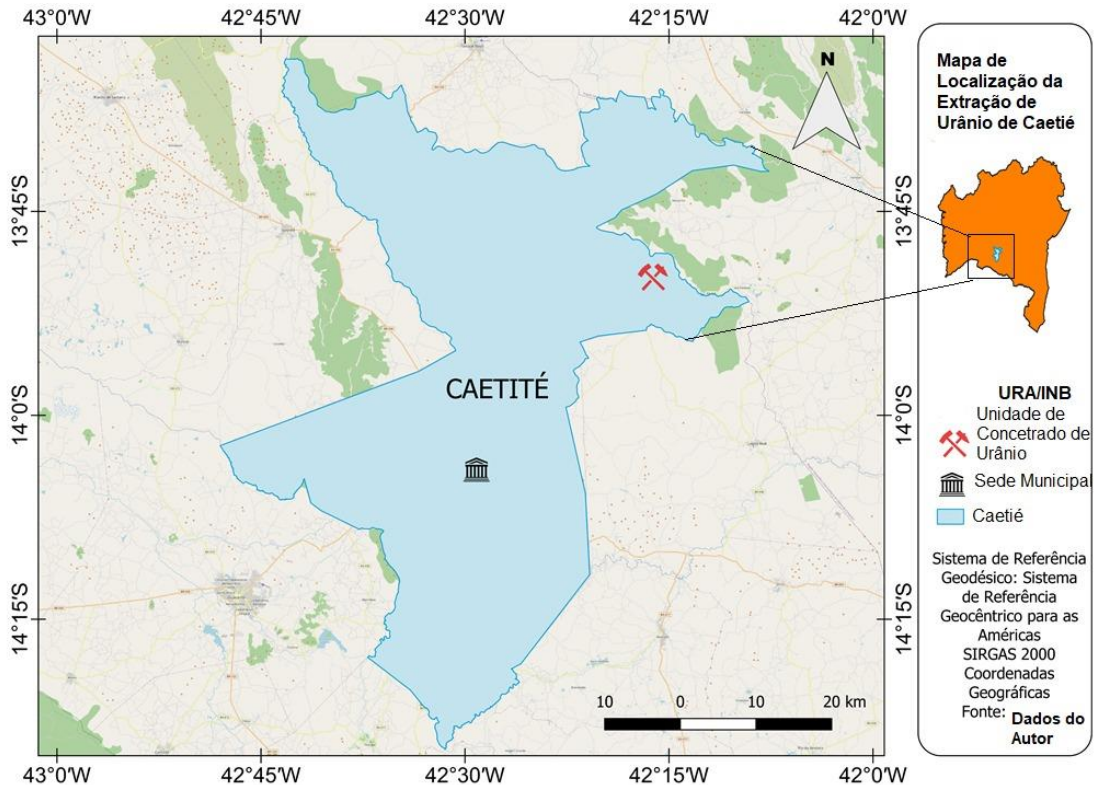 43°0'W 42°45'W 42°30'W 42°15'W 42°0'W
13°45'S 13°45'S
14°0'S 14°0'S
14°15'S 14°15'S
N
CAETITÉ
10 0 10 20 km
43°0'W 42°45'W 42°30'W 42°15'W 42°0'W
Mapa de
Localização da
Extração de
Urânio de Caetié
URA/INB
Unidade de
Concetrado de
Urânio
Sede Municipal
Caetié
Sistema de Referência
Geodésico: Sistema
de Referência
Geocêntrico para as
Américas
SIRGAS 2000
Coordenadas
Geográficas
Fonte: Dados do
Autor